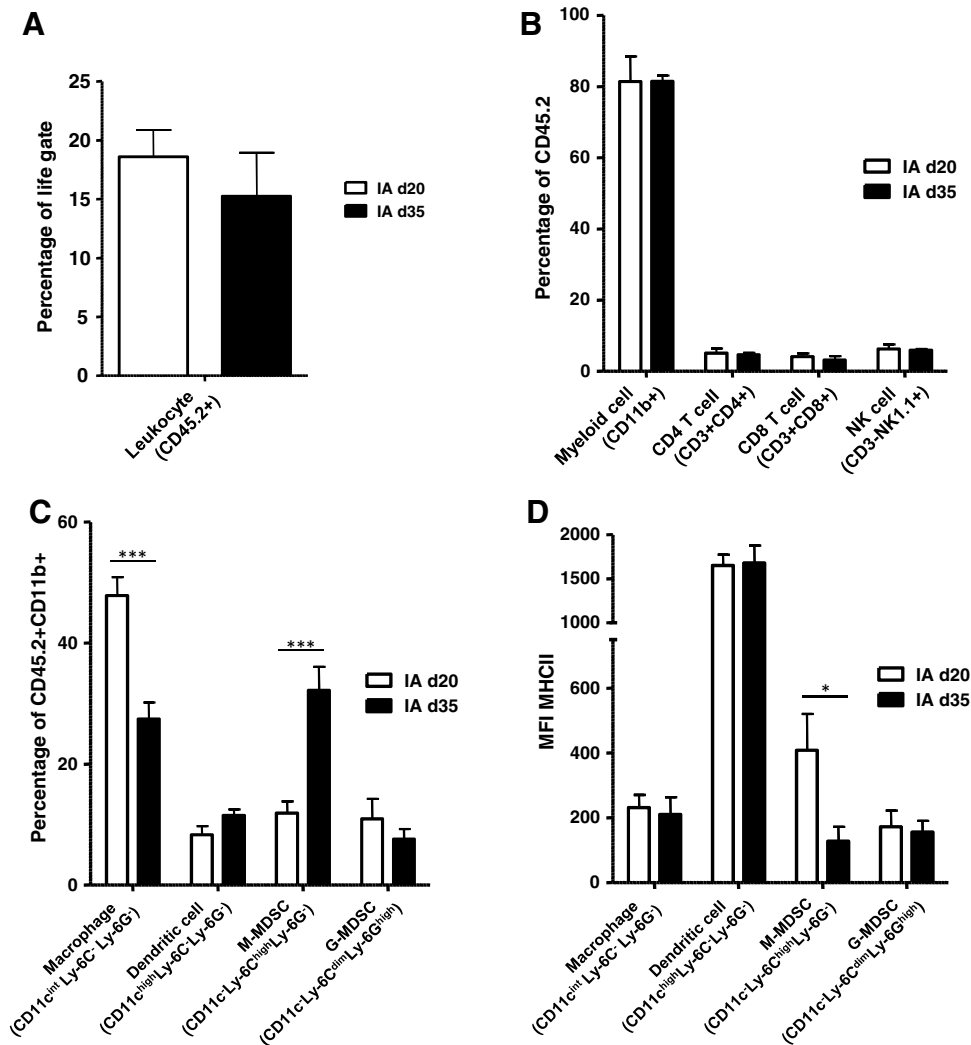 A
Percentage of life gate
25
20
15
10
5
0
Leukocyte
(CD45.2+)
IA d20
IA d35
B
Percentage of CD45.2
100
80
60
40
20
0
Myeloid cell
(CD11b+)
CD4 T cell
(CD3+CD4+)
CD8 T cell
(CD3+CD8+)
NK cell
(CD3-NK1.1+)
IA d20
IA d35
C
Percentage of CD45.2+CD11b+
60
40
20
0
***
***
Macrophage
(CD11cint Ly-6C- Ly-6G-)
Dendritic cell
(CD11chighLy-6C-Ly-6G-)
M-MDSC
(CD11c-Ly-6ChighLy-6G-)
G-MDSC
(CD11c-Ly-6CdimLy-6Ghigh)
IA d20
IA d35
D
MFI MHCII
2000
1500
1000
600
400
200
0
*
Macrophage
(CD11cint Ly-6C- Ly-6G-)
Dendritic cell
(CD11chighLy-6C-Ly-6G-)
M-MDSC
(CD11c-Ly-6ChighLy-6G-)
G-MDSC
(CD11c-Ly-6CdimLy-6Ghigh)
IA d20
IA d35